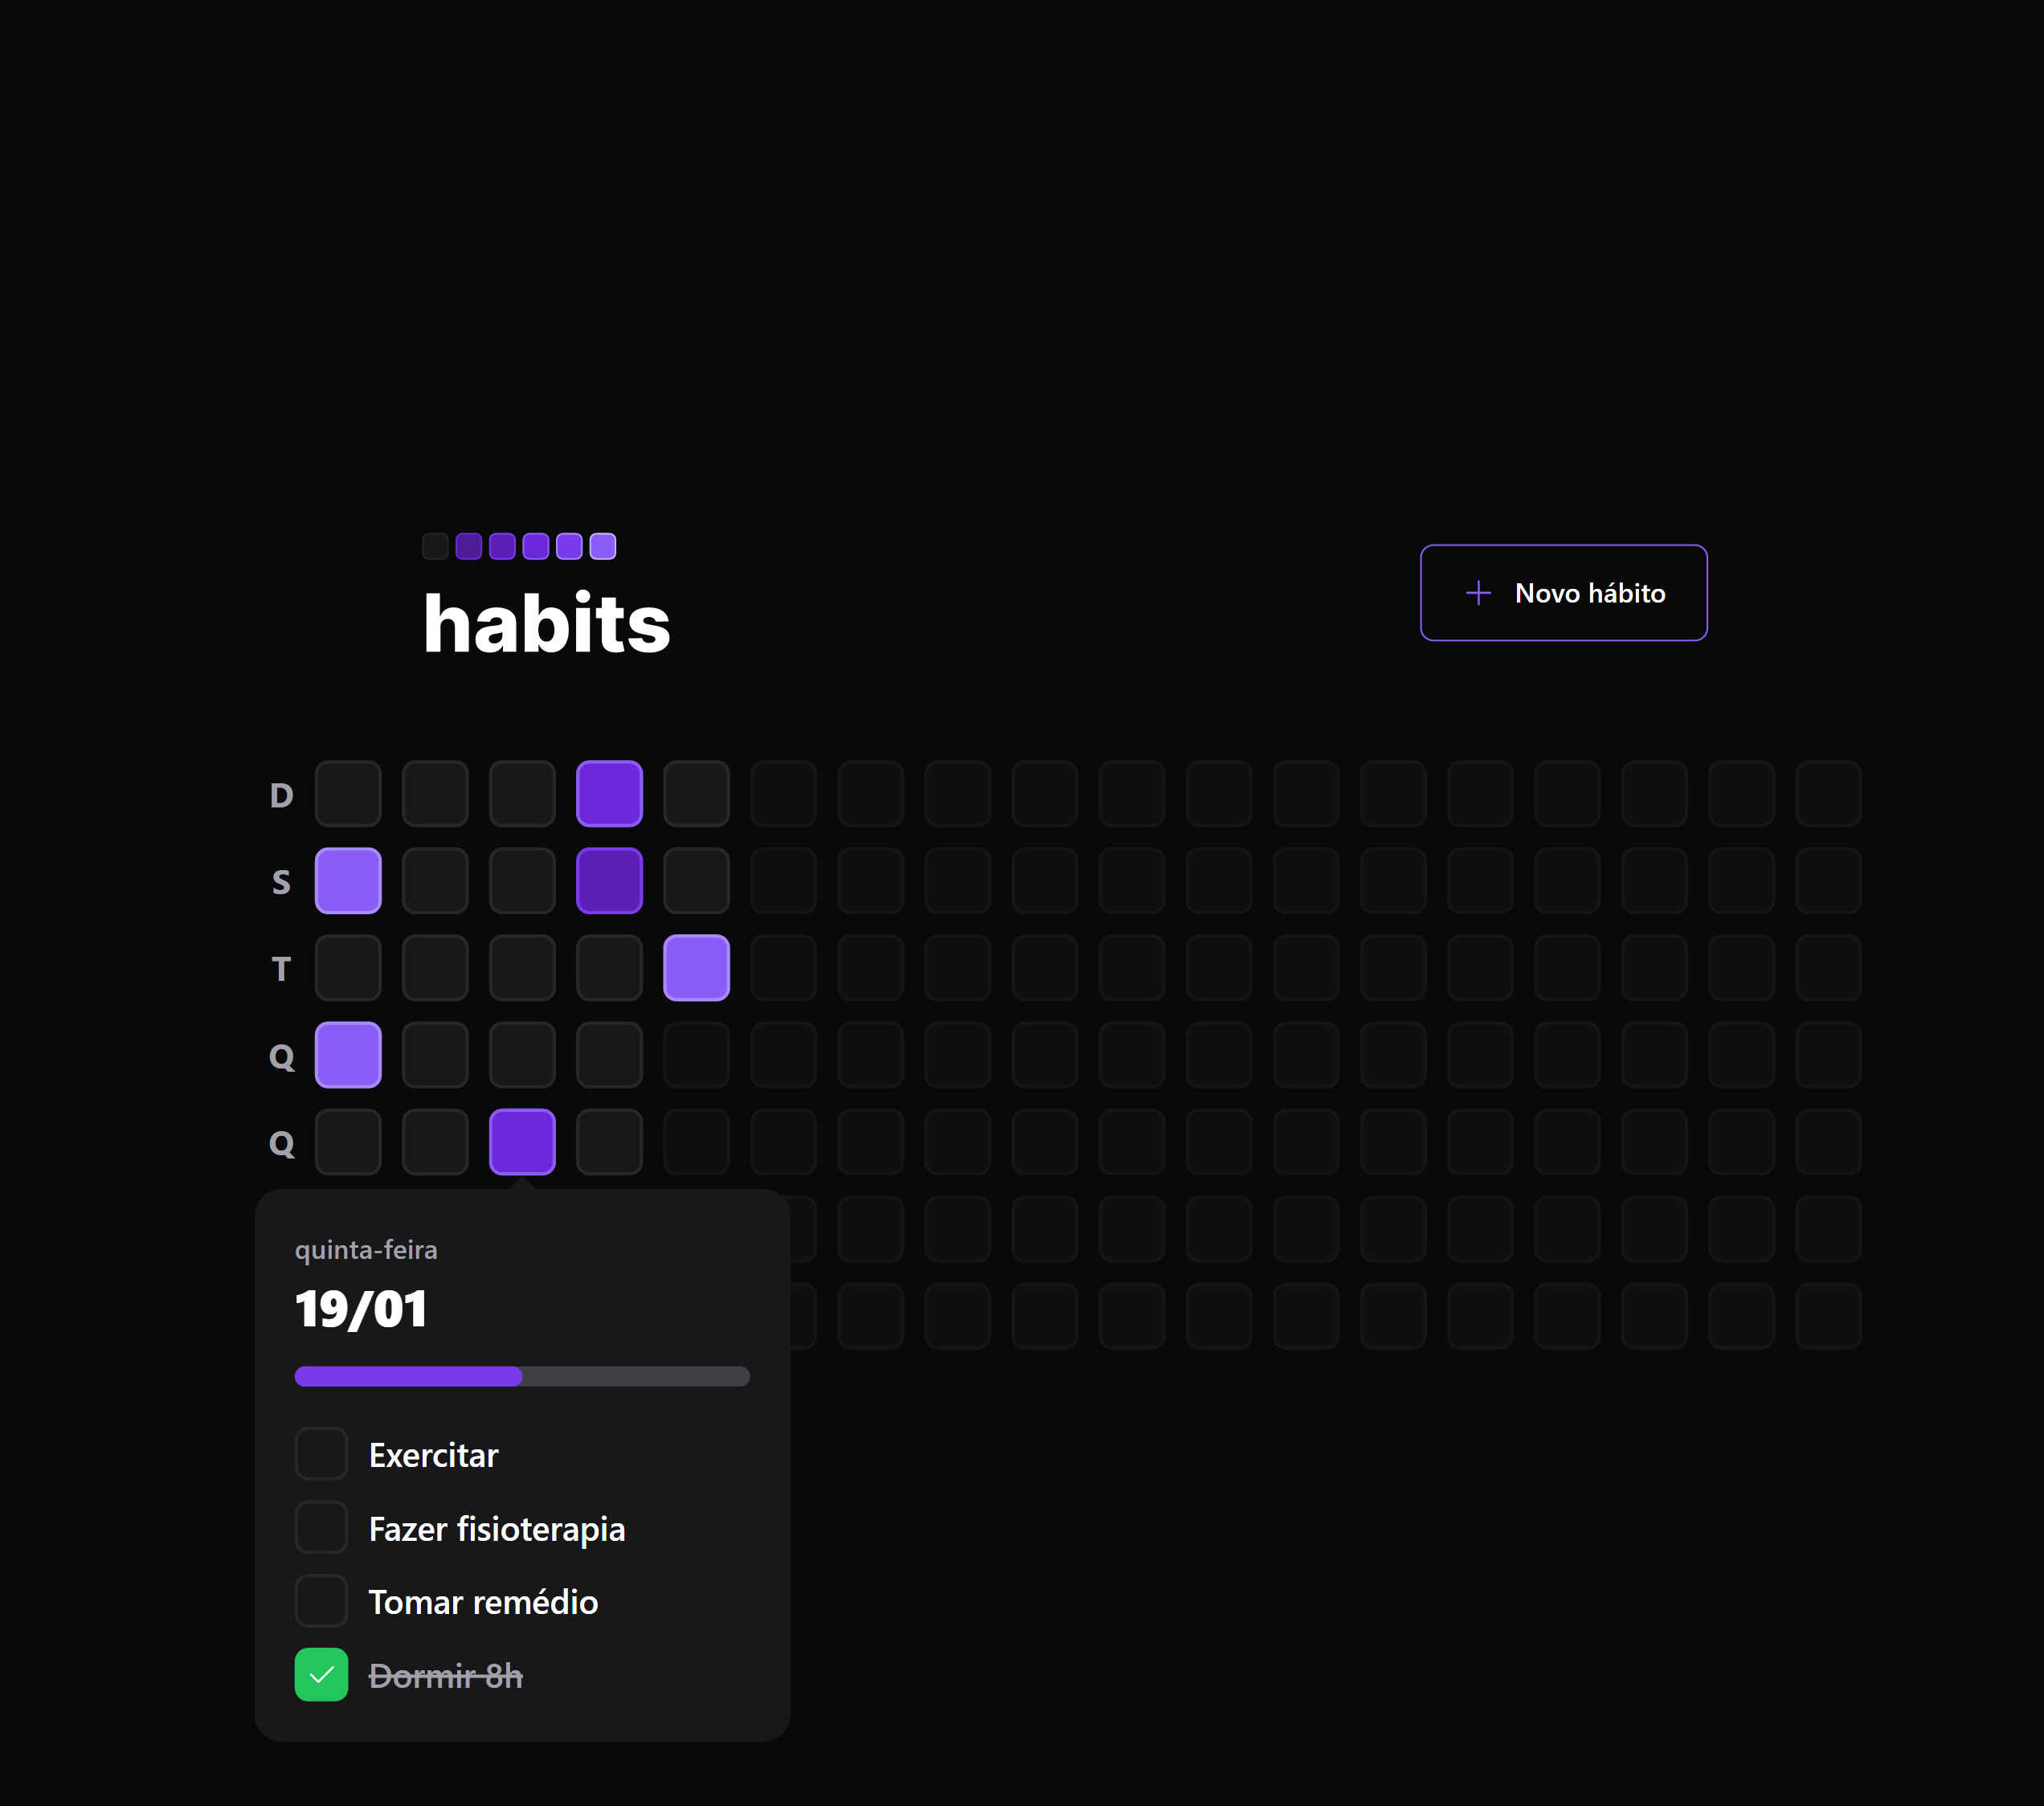 habits
Novo hábito
D
S
T
Q
Q
quinta-feira
19/01
Exercitar
Fazer fisioterapia
Tomar remédio
Dormir 8h